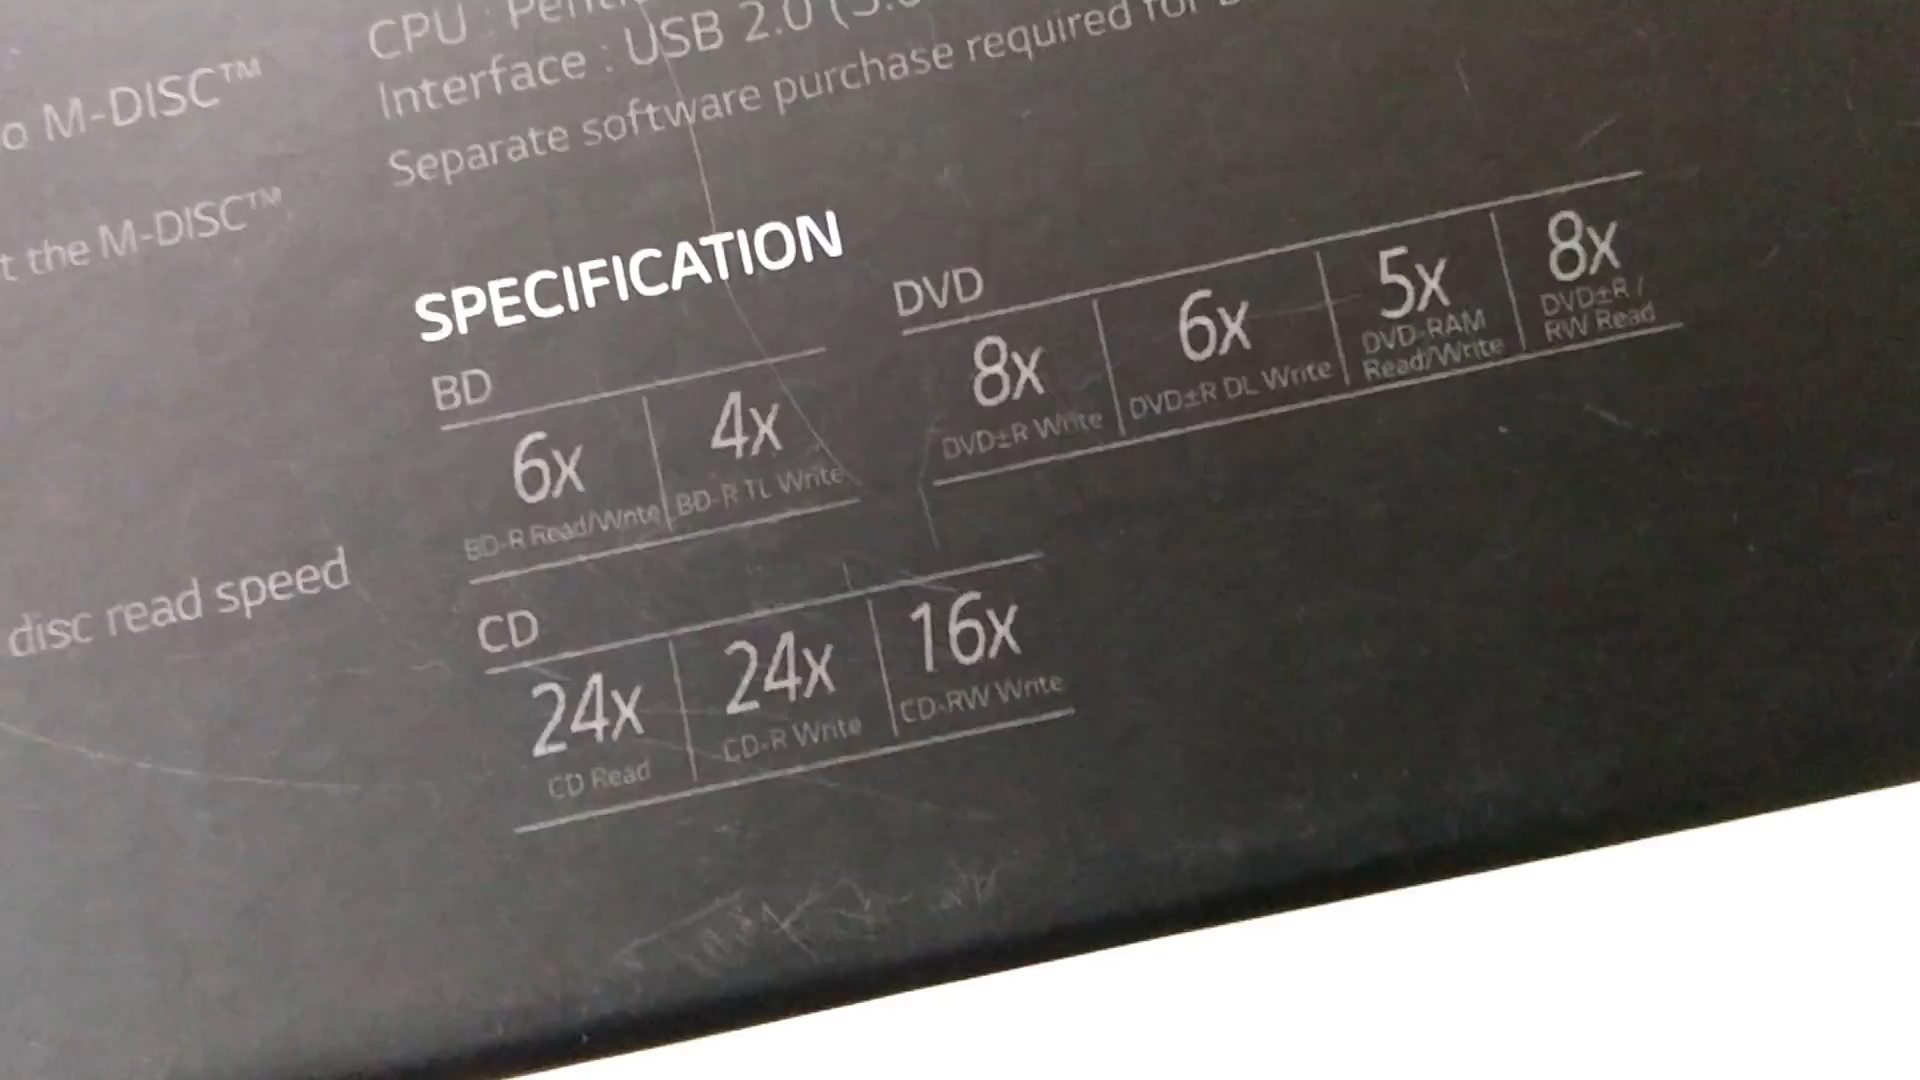 o M-DISC™
t the M-DISC™
disc read speed
CPU :
Interface : USB 2.0
Separate software purchase required for
SPECIFICATION
BD
6x
BD-R Read/Write
4x
BD-R TL Write
DVD
8x
DVD±R Write
6x
DVD±R DL Write
5x
DVD-RAM
Read/Write
8x
DVD±R /
RW Read
CD
24x
CD Read
24x
CD-R Write
16x
CD-RW Write